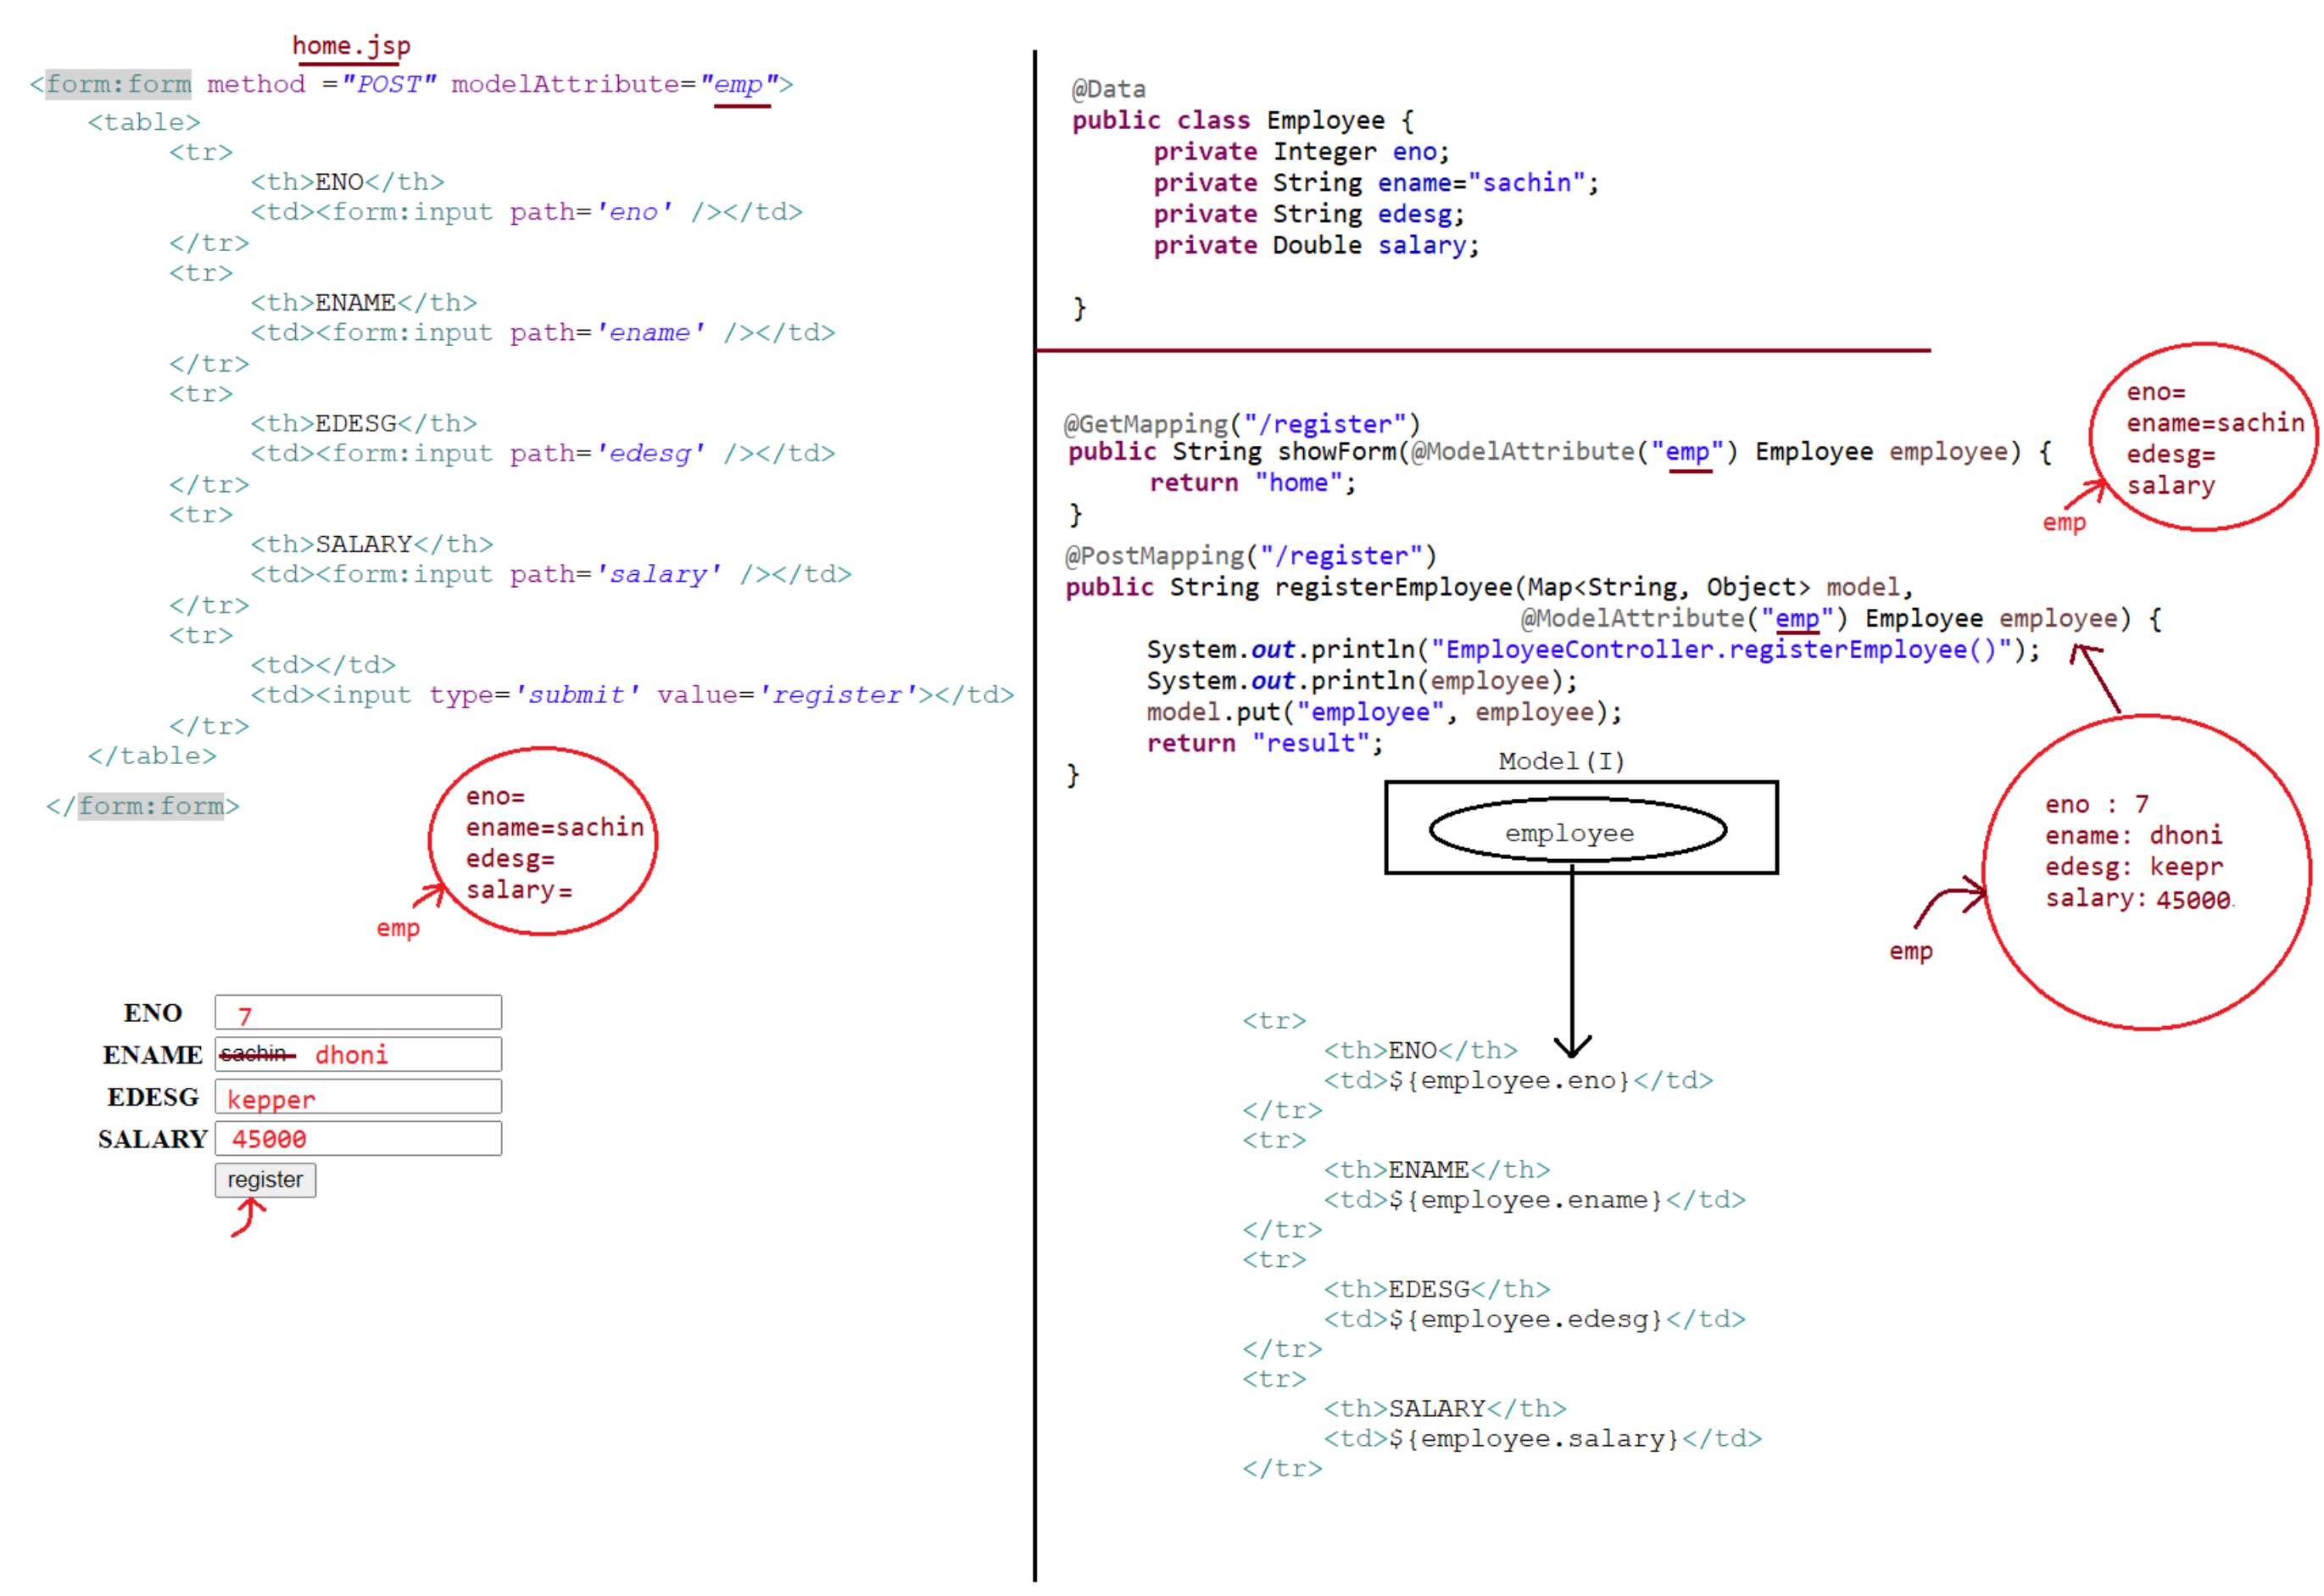 home.jsp
<form:form method ="POST" modelAttribute="emp">
<table>
<tr>
<th>ENO</th>
<td><form:input path='eno' /></td>
</tr>
<tr>
<th>ENAME</th>
<td><form:input path='ename' /></td>
</tr>
<tr>
<th>EDESG</th>
<td><form:input path='edesg' /></td>
</tr>
<tr>
<th>SALARY</th>
<td><form:input path='salary' /></td>
</tr>
<tr>
<td></td>
<td><input type='submit' value='register'></td>
</tr>
</table>
</form:form>
eno=
ename=sachin
edesg=
salary=
emp
ENO 7
ENAME sachin dhoni
EDESG kepper
SALARY 45000
register
@Data
public class Employee {
private Integer eno;
private String ename="sachin";
private String edesg;
private Double salary;
}
@GetMapping("/register")
public String showForm(@ModelAttribute("emp") Employee employee) {
return "home";
}
eno=
ename=sachin
edesg=
salary
emp
@PostMapping("/register")
public String registerEmployee(Map<String, Object> model,
@ModelAttribute("emp") Employee employee) {
System.out.println("EmployeeController.registerEmployee()");
System.out.println(employee);
model.put("employee", employee);
return "result";
}
Model(I)
employee
eno : 7
ename: dhoni
edesg: keepr
salary: 45000.
emp
<tr>
<th>ENO</th>
<td>${employee.eno}</td>
</tr>
<tr>
<th>ENAME</th>
<td>${employee.ename}</td>
</tr>
<tr>
<th>EDESG</th>
<td>${employee.edesg}</td>
</tr>
<tr>
<th>SALARY</th>
<td>${employee.salary}</td>
</tr>